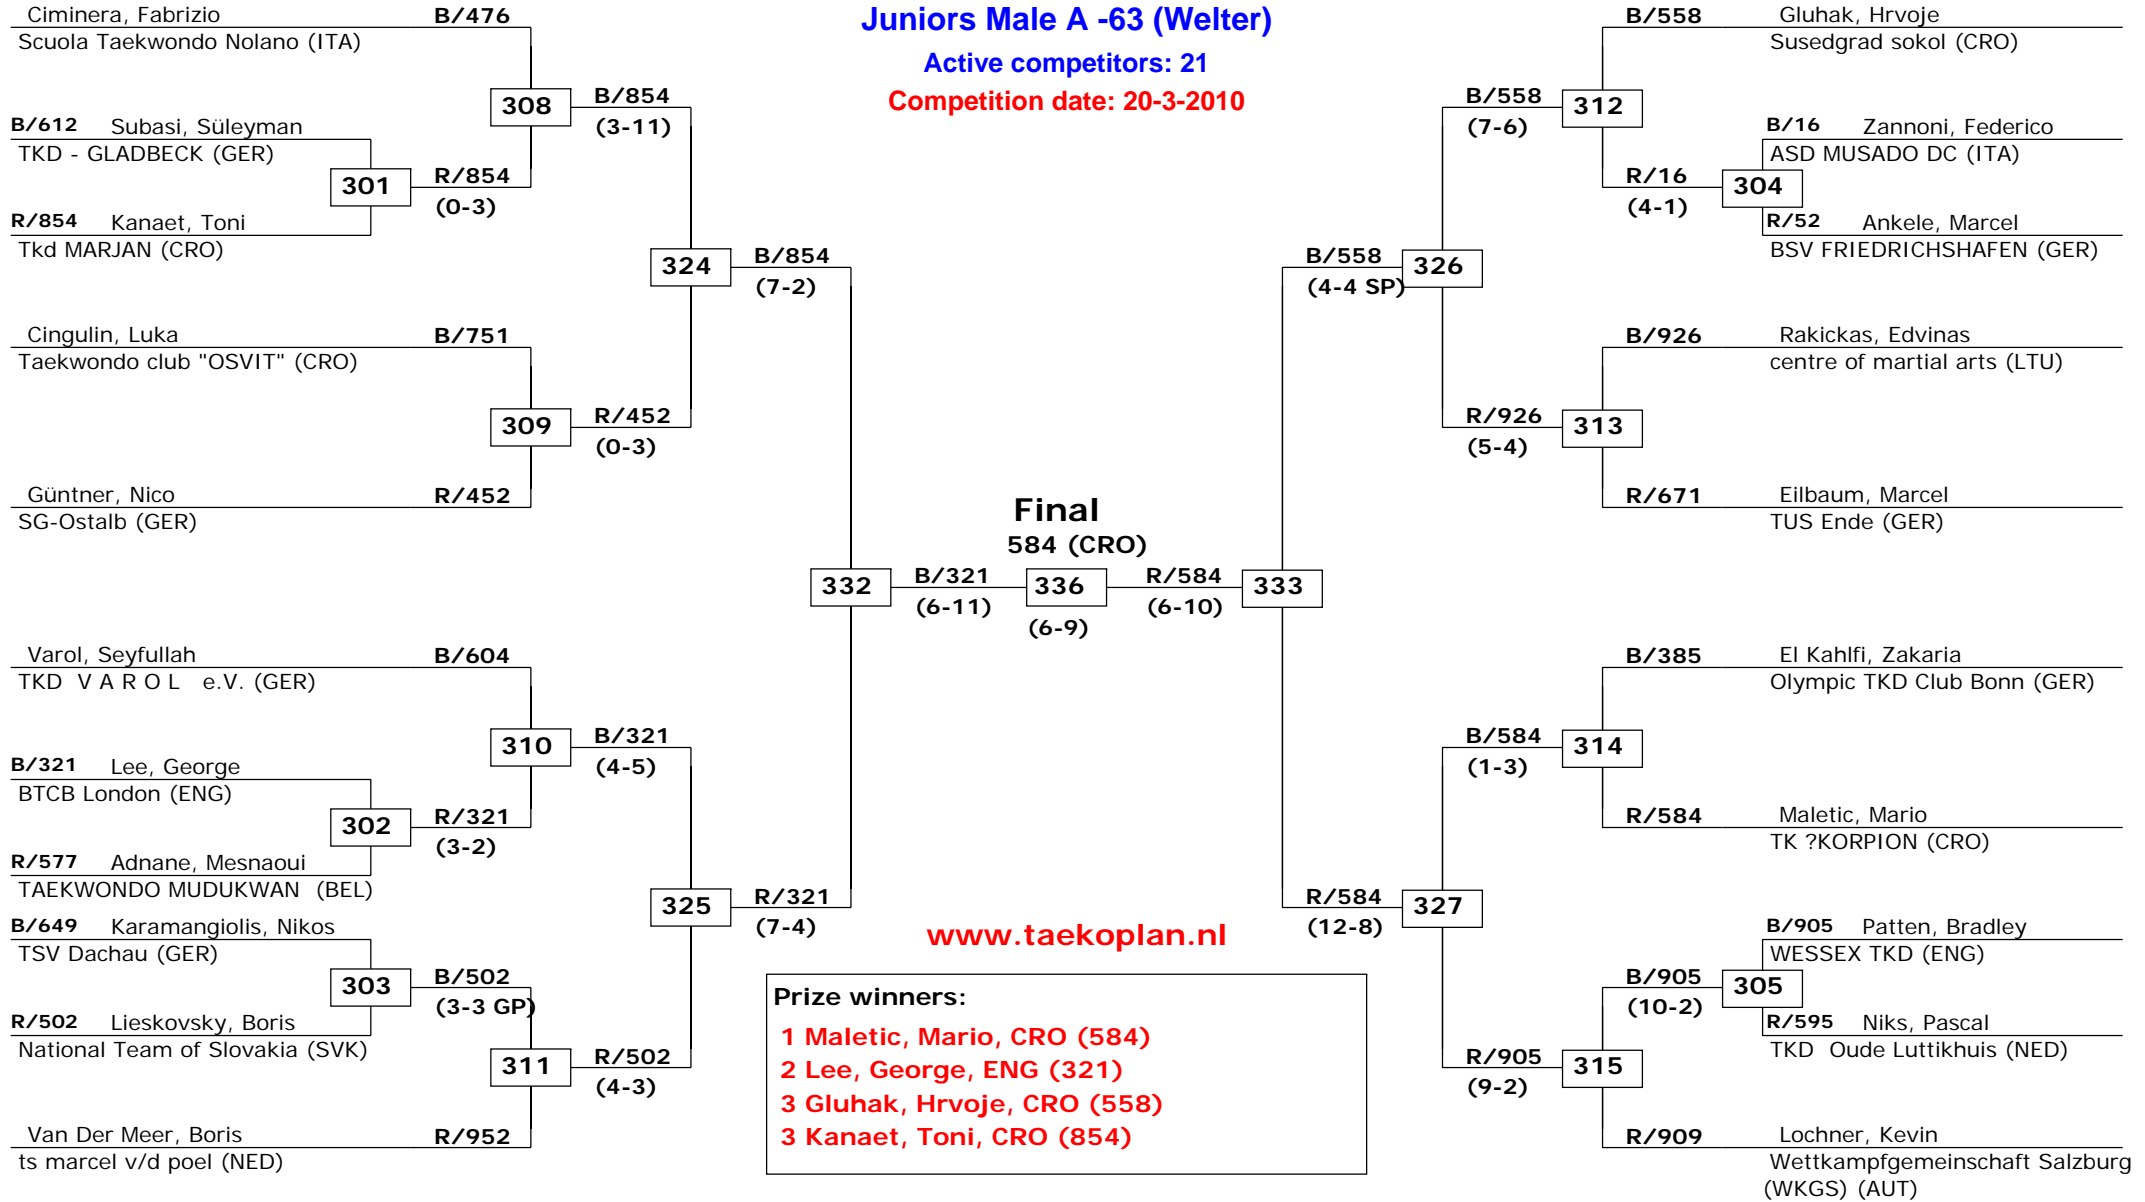 Juniors Male A -63 (Welter)
Active competitors: 21
Competition date: 20-3-2010
Ciminera, Fabrizio B/476
Scuola Taekwondo Nolano (ITA)
308 B/854
(3-11)
B/612 Subasi, Süleyman
TKD - GLADBECK (GER)
301 R/854
(0-3)
R/854 Kanaet, Toni
Tkd MARJAN (CRO)
324 B/854
(7-2)
Cingulin, Luka B/751
Taekwondo club "OSVIT" (CRO)
309 R/452
(0-3)
Güntner, Nico R/452
SG-Ostalb (GER)
332 B/321
(6-11)
Varol, Seyfullah B/604
TKD V A R O L e.V. (GER)
310 B/321
(4-5)
B/321 Lee, George
BTCB London (ENG)
302 R/321
(3-2)
R/577 Adnane, Mesnaoui
TAEKWONDO MUDUKWAN (BEL)
325 R/321
(7-4)
B/649 Karamangiolis, Nikos
TSV Dachau (GER)
303 B/502
(3-3 GP)
R/502 Lieskovsky, Boris
National Team of Slovakia (SVK)
311 R/502
(4-3)
Van Der Meer, Boris R/952
ts marcel v/d poel (NED)
Final
584 (CRO)
336
(6-9)
B/558 Gluhak, Hrvoje
Susedgrad sokol (CRO)
B/558 312
(7-6)
B/16 Zannoni, Federico
ASD MUSADO DC (ITA)
R/16 304
(4-1)
R/52 Ankele, Marcel
BSV FRIEDRICHSHAFEN (GER)
B/558 326
(4-4 SP)
B/926 Rakickas, Edvinas
centre of martial arts (LTU)
R/926 313
(5-4)
R/671 Eilbaum, Marcel
TUS Ende (GER)
R/584 333
(6-10)
B/385 El Kahlfi, Zakaria
Olympic TKD Club Bonn (GER)
B/584 314
(1-3)
R/584 Maletic, Mario
TK ?KORPION (CRO)
R/584 327
(12-8)
B/905 Patten, Bradley
WESSEX TKD (ENG)
B/905 305
(10-2)
R/595 Niks, Pascal
TKD Oude Luttikhuis (NED)
R/905 315
(9-2)
R/909 Lochner, Kevin
Wettkampfgemeinschaft Salzburg
(WKGS) (AUT)
www.taekoplan.nl
Prize winners:
1 Maletic, Mario, CRO (584)
2 Lee, George, ENG (321)
3 Gluhak, Hrvoje, CRO (558)
3 Kanaet, Toni, CRO (854)